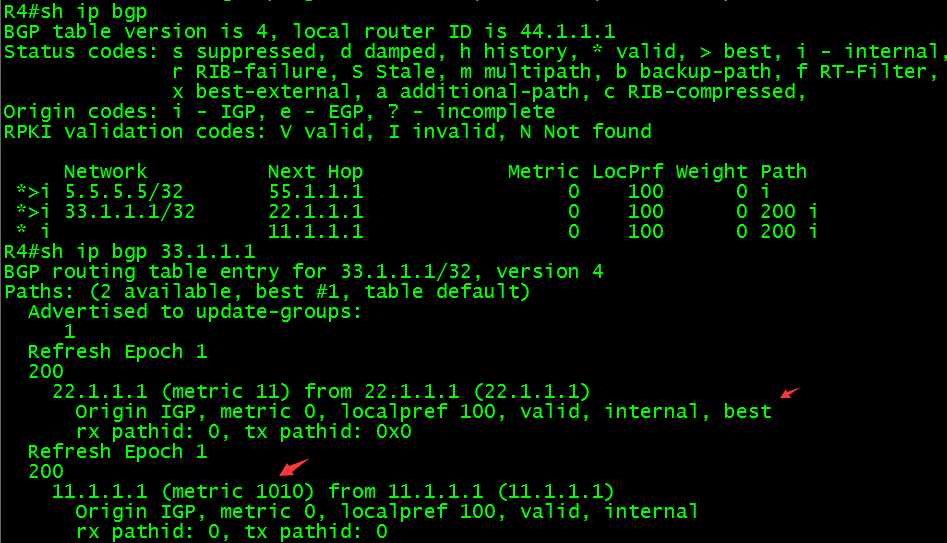 R4#sh ip bgp
BGP table version is 4, local router ID is 44.1.1.1
Status codes: s suppressed, d damped, h history, * valid, > best, i - internal,
              r RIB-failure, S Stale, m multipath, b backup-path, f RT-Filter,
              x best-external, a additional-path, c RIB-compressed,
Origin codes: i - IGP, e - EGP, ? - incomplete
RPKI validation codes: V valid, I invalid, N Not found
     Network          Next Hop            Metric LocPrf Weight Path
 *>i 5.5.5.5/32       55.1.1.1                 0    100      0 i
 *>i 33.1.1.1/32      22.1.1.1                 0    100      0 200 i
 * i                  11.1.1.1                 0    100      0 200 i
R4#sh ip bgp 33.1.1.1
BGP routing table entry for 33.1.1.1/32, version 4
Paths: (2 available, best #1, table default)
  Advertised to update-groups:
     1
  Refresh Epoch 1
  200
    22.1.1.1 (metric 11) from 22.1.1.1 (22.1.1.1)
      Origin IGP, metric 0, localpref 100, valid, internal, best
      rx pathid: 0, tx pathid: 0x0
  Refresh Epoch 1
  200
    11.1.1.1 (metric 1010) from 11.1.1.1 (11.1.1.1)
      Origin IGP, metric 0, localpref 100, valid, internal
      rx pathid: 0, tx pathid: 0